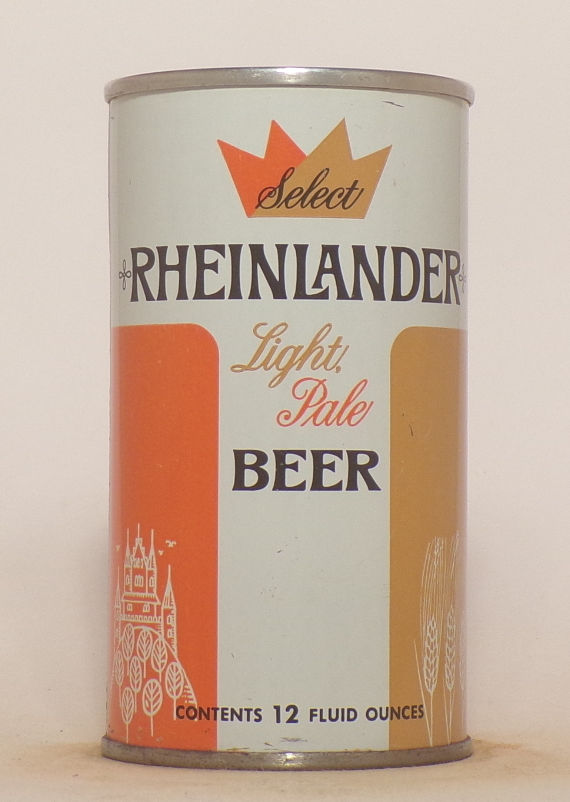 Select
RHEINLANDER
Light,
Pale
BEER
CONTENTS 12 FLUID OUNCES